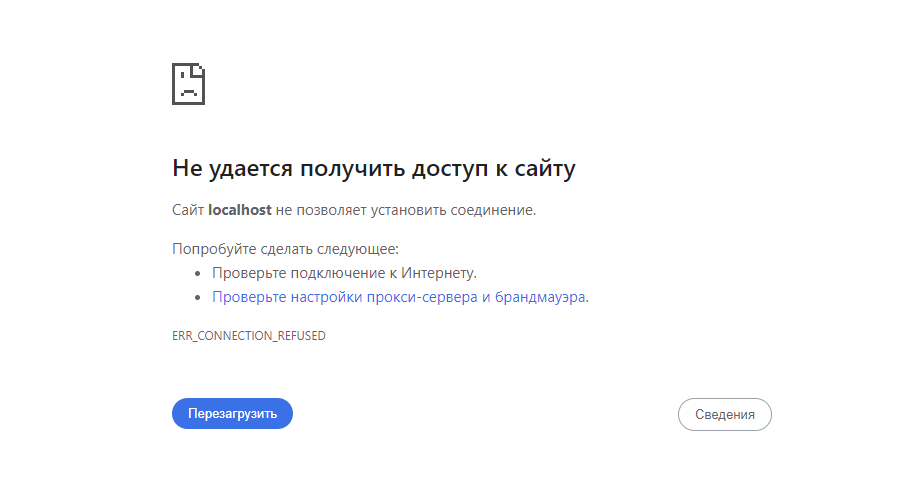 Не удается получить доступ к сайту
Сайт localhost не позволяет установить соединение.
Попробуйте сделать следующее:
• Проверьте подключение к Интернету.
• Проверьте настройки прокси-сервера и брандмауэра.
ERR_CONNECTION_REFUSED
Перезагрузить
Сведения